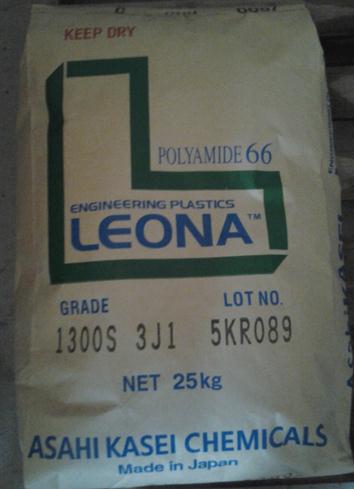 KEEP DRY
POLYAMIDE 66
ENGINEERING PLASTICS
LEONA™
GRADE LOT NO.
1300S 3J1 5KR089
NET 25kg
ASAHI KASEI CHEMICALS
Made in Japan